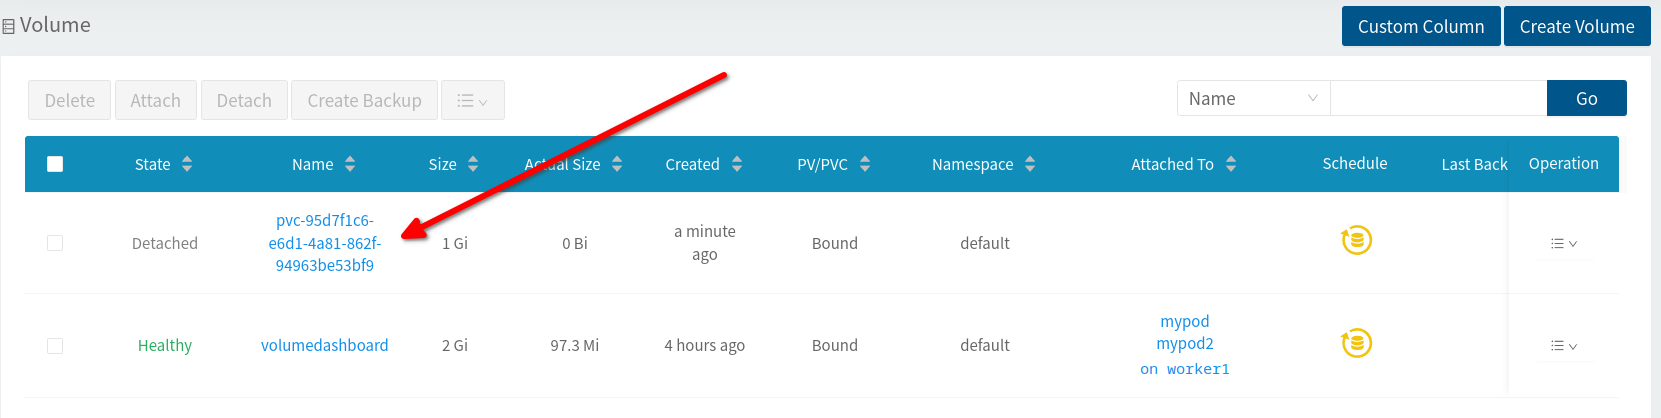 Volume
Custom Column
Create Volume
Delete
Attach
Detach
Create Backup
Name
Go
State
Name
Size
Actual Size
Created
PV/PVC
Namespace
Attached To
Schedule
Last Back
Operation
Detached
pvc-95d7f1c6-
e6d1-4a81-862f-
94963be53bf9
1 Gi
0 Bi
a minute
ago
Bound
default
Healthy
volumedashboard
2 Gi
97.3 Mi
4 hours ago
Bound
default
mypod
mypod2
on worker1